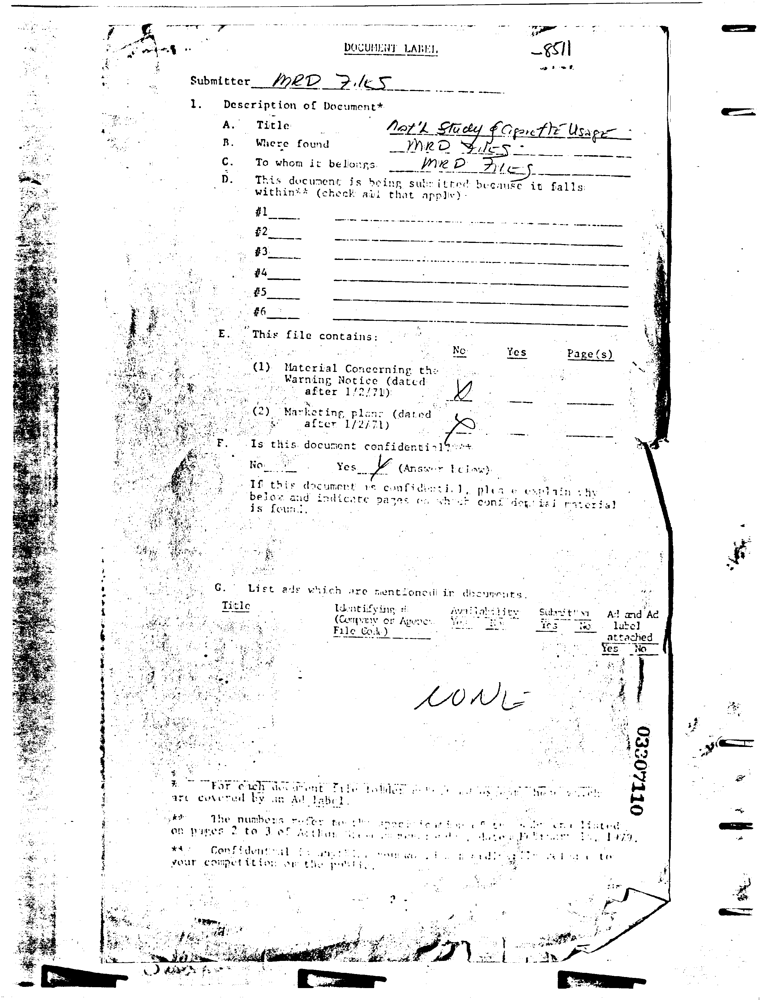 DOCUMENT LABEL
-8511
Submitter MRD Files
1. Description of Document*
A. Title Nat'l Study of Cigarette Usage
B. Where found MRD Files
C. To whom it belongs MRD Files
D. This document is being submitted because it falls
within** (check all that apply).
#1
#2
#3
#4
#5
#6
E. This file contains:
No Yes Page(s)
(1) Material Concerning the
Warning Notice (dated
after 1/2/71) X
(2) Marketing plans (dated
after 1/2/71) X
F. Is this document confidential?***
No Yes ✓ (Answer below)
If this document is confidential, please explain why
below and indicate pages on which confidential material
is found.
G. List ads which are mentioned in documents.
Title Identifying # Availability Submitter Ad and Ad
(Company or Agency Yes No Yes No label
File Code) attached
Yes No
NONE
03307110
* For each document file folder
are covered by an Ad label.
** The numbers refer to the listed
on pages 2 to 3 of 1979.
*** Confidential
your competition or the public.
2